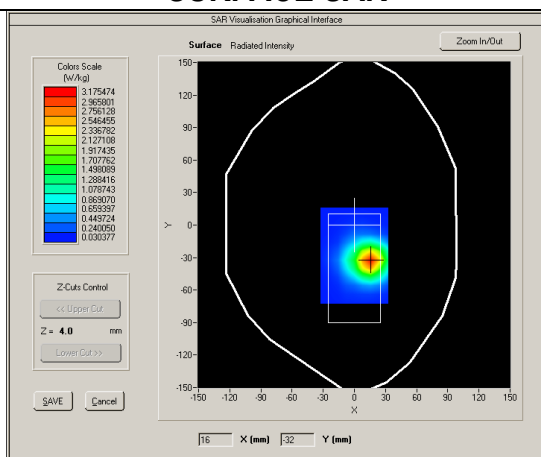 SAR Visualisation Graphical Interface
Surface Radiated Intensity
Zoom In/Out
Colors Scale
(W/kg)
3.175474
2.965801
2.756128
2.546455
2.336782
2.127108
1.917435
1.707762
1.498089
1.288416
1.078743
0.869070
0.659397
0.449724
0.240050
0.030377
Z-Cuts Control
<< Upper Cut
Z = 4.0 mm
Lower Cut >>
SAVE
Cancel
Y
150-
120-
90-
60-
30-
0-
-30-
-60-
-90-
-120-
-150-
-150 -120 -90 -60 -30 0 30 60 90 120 150
X
16 X (mm) -32 Y (mm)